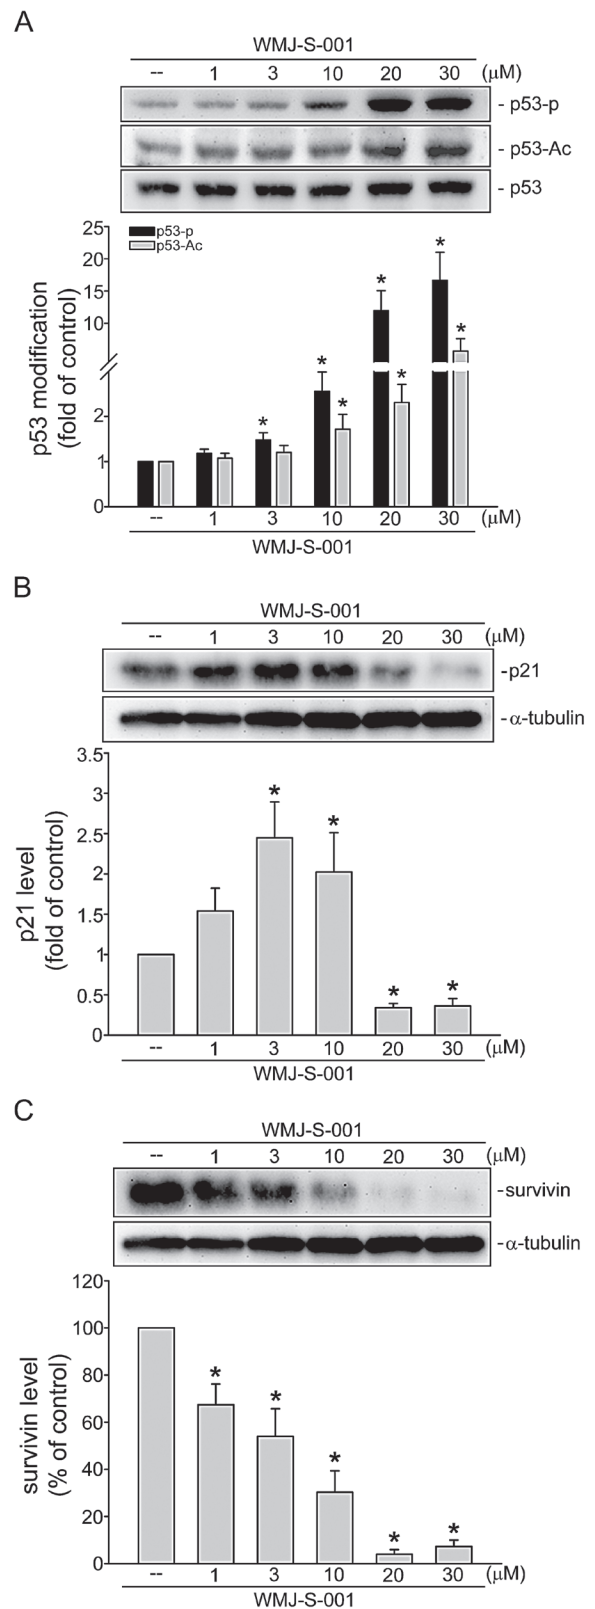 A
WMJ-S-001
-- 1 3 10 20 30 (μM)
- p53-p
- p53-Ac
- p53
p53-p
p53-Ac
25
20
15
10
2
1
0
p53 modification
(fold of control)
* * * * * * *
-- 1 3 10 20 30 (μM)
WMJ-S-001
B
WMJ-S-001
-- 1 3 10 20 30 (μM)
-p21
-α-tubulin
3.5
3
2.5
2
1.5
1
0.5
0
p21 level
(fold of control)
* * * *
-- 1 3 10 20 30 (μM)
WMJ-S-001
C
WMJ-S-001
-- 1 3 10 20 30 (μM)
-survivin
-α-tubulin
120
100
80
60
40
20
0
survivin level
(% of control)
* * * * *
-- 1 3 10 20 30 (μM)
WMJ-S-001